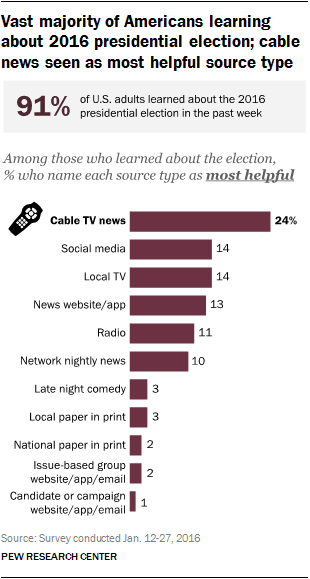 Vast majority of Americans learning
about 2016 presidential election; cable
news seen as most helpful source type
91% of U.S. adults learned about the 2016
presidential election in the past week
Among those who learned about the election,
% who name each source type as most helpful
Cable TV news 24%
Social media 14
Local TV 14
News website/app 13
Radio 11
Network nightly news 10
Late night comedy 3
Local paper in print 3
National paper in print 2
Issue-based group
website/app/email 2
Candidate or campaign
website/app/email 1
Source: Survey conducted Jan. 12-27, 2016
PEW RESEARCH CENTER